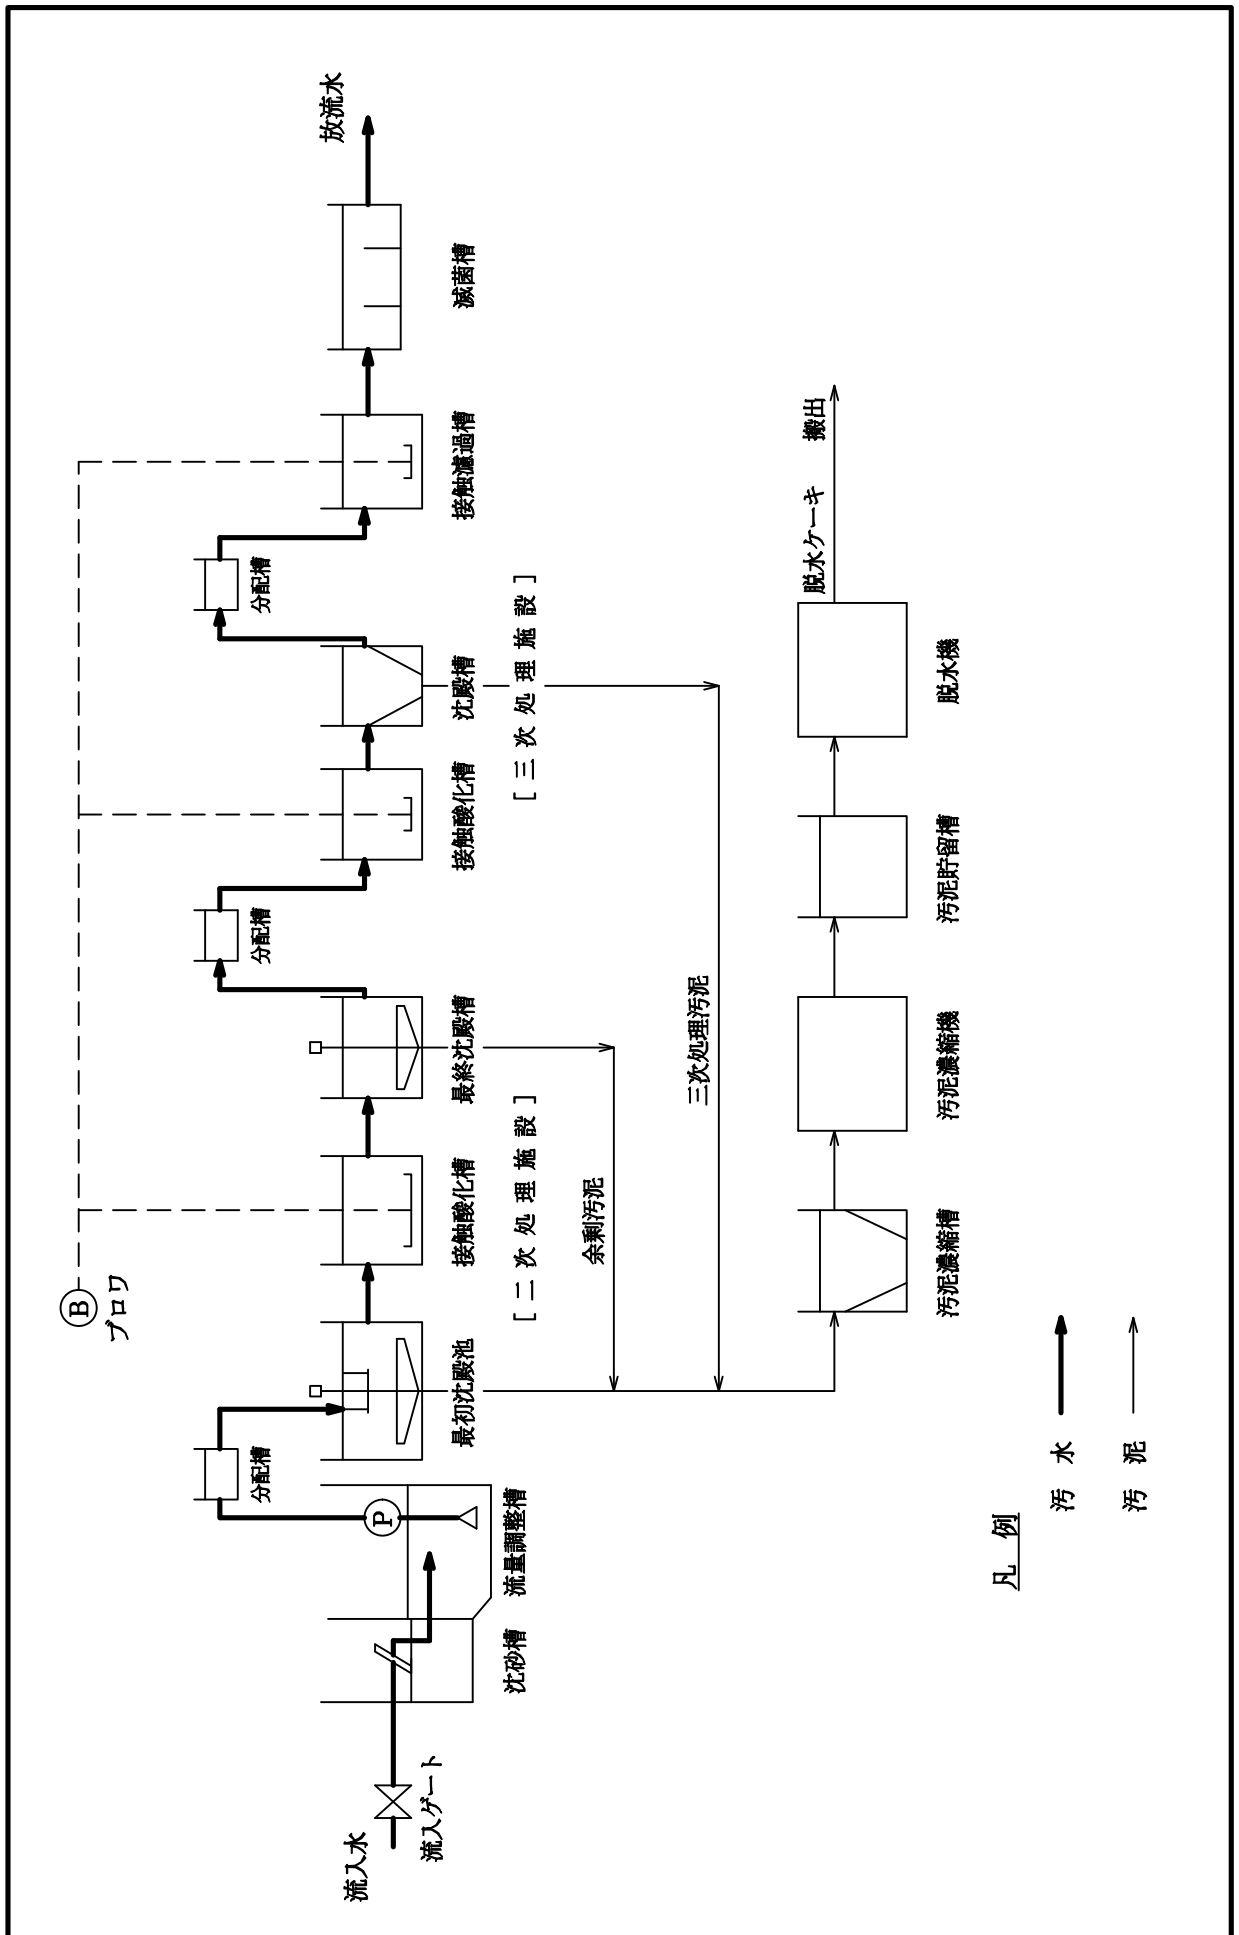 Ⓑ
ブロワ
流入水
流入ゲート
沈砂槽
流量調整槽
P
分配槽
最初沈殿池
接触酸化槽
最終沈殿槽
分配槽
接触酸化槽
沈殿槽
分配槽
接触濾過槽
滅菌槽
放流水
[二次処理施設]
[三次処理施設]
余剰汚泥
三次処理汚泥
汚泥濃縮槽
汚泥濃縮機
汚泥貯留槽
脱水機
脱水ケーキ 搬出
凡 例
汚 水
汚 泥